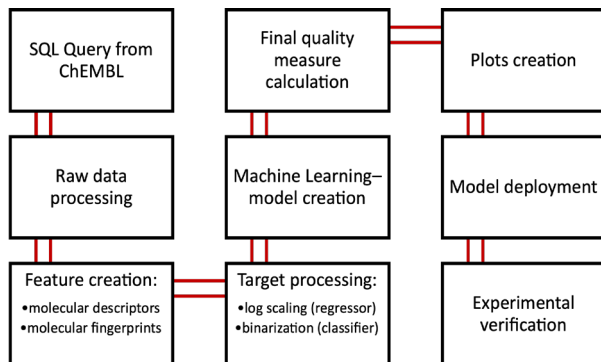 SQL Query from
ChEMBL
Raw data
processing
Feature creation:
•molecular descriptors
•molecular fingerprints
Target processing:
•log scaling (regressor)
•binarization (classifier)
Machine Learning–
model creation
Final quality
measure
calculation
Plots creation
Model deployment
Experimental
verification